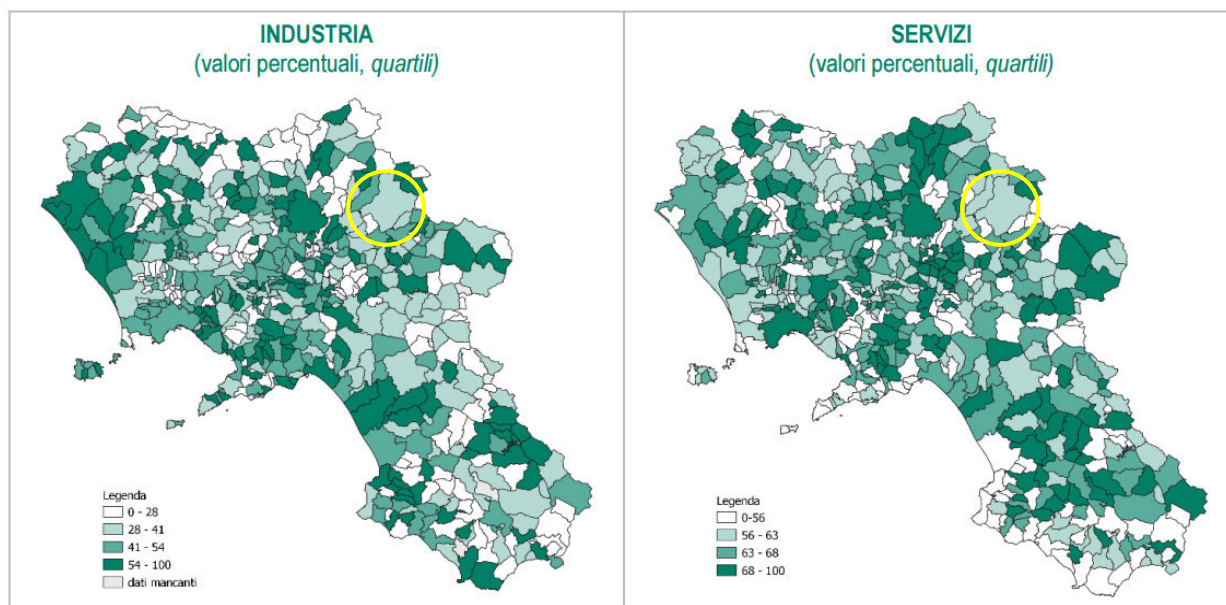 INDUSTRIA
(valori percentuali, quartili)
Legenda
0 - 28
28 - 41
41 - 54
54 - 100
dati mancanti
SERVIZI
(valori percentuali, quartili)
Legenda
0-56
56 - 63
63 - 68
68 - 100